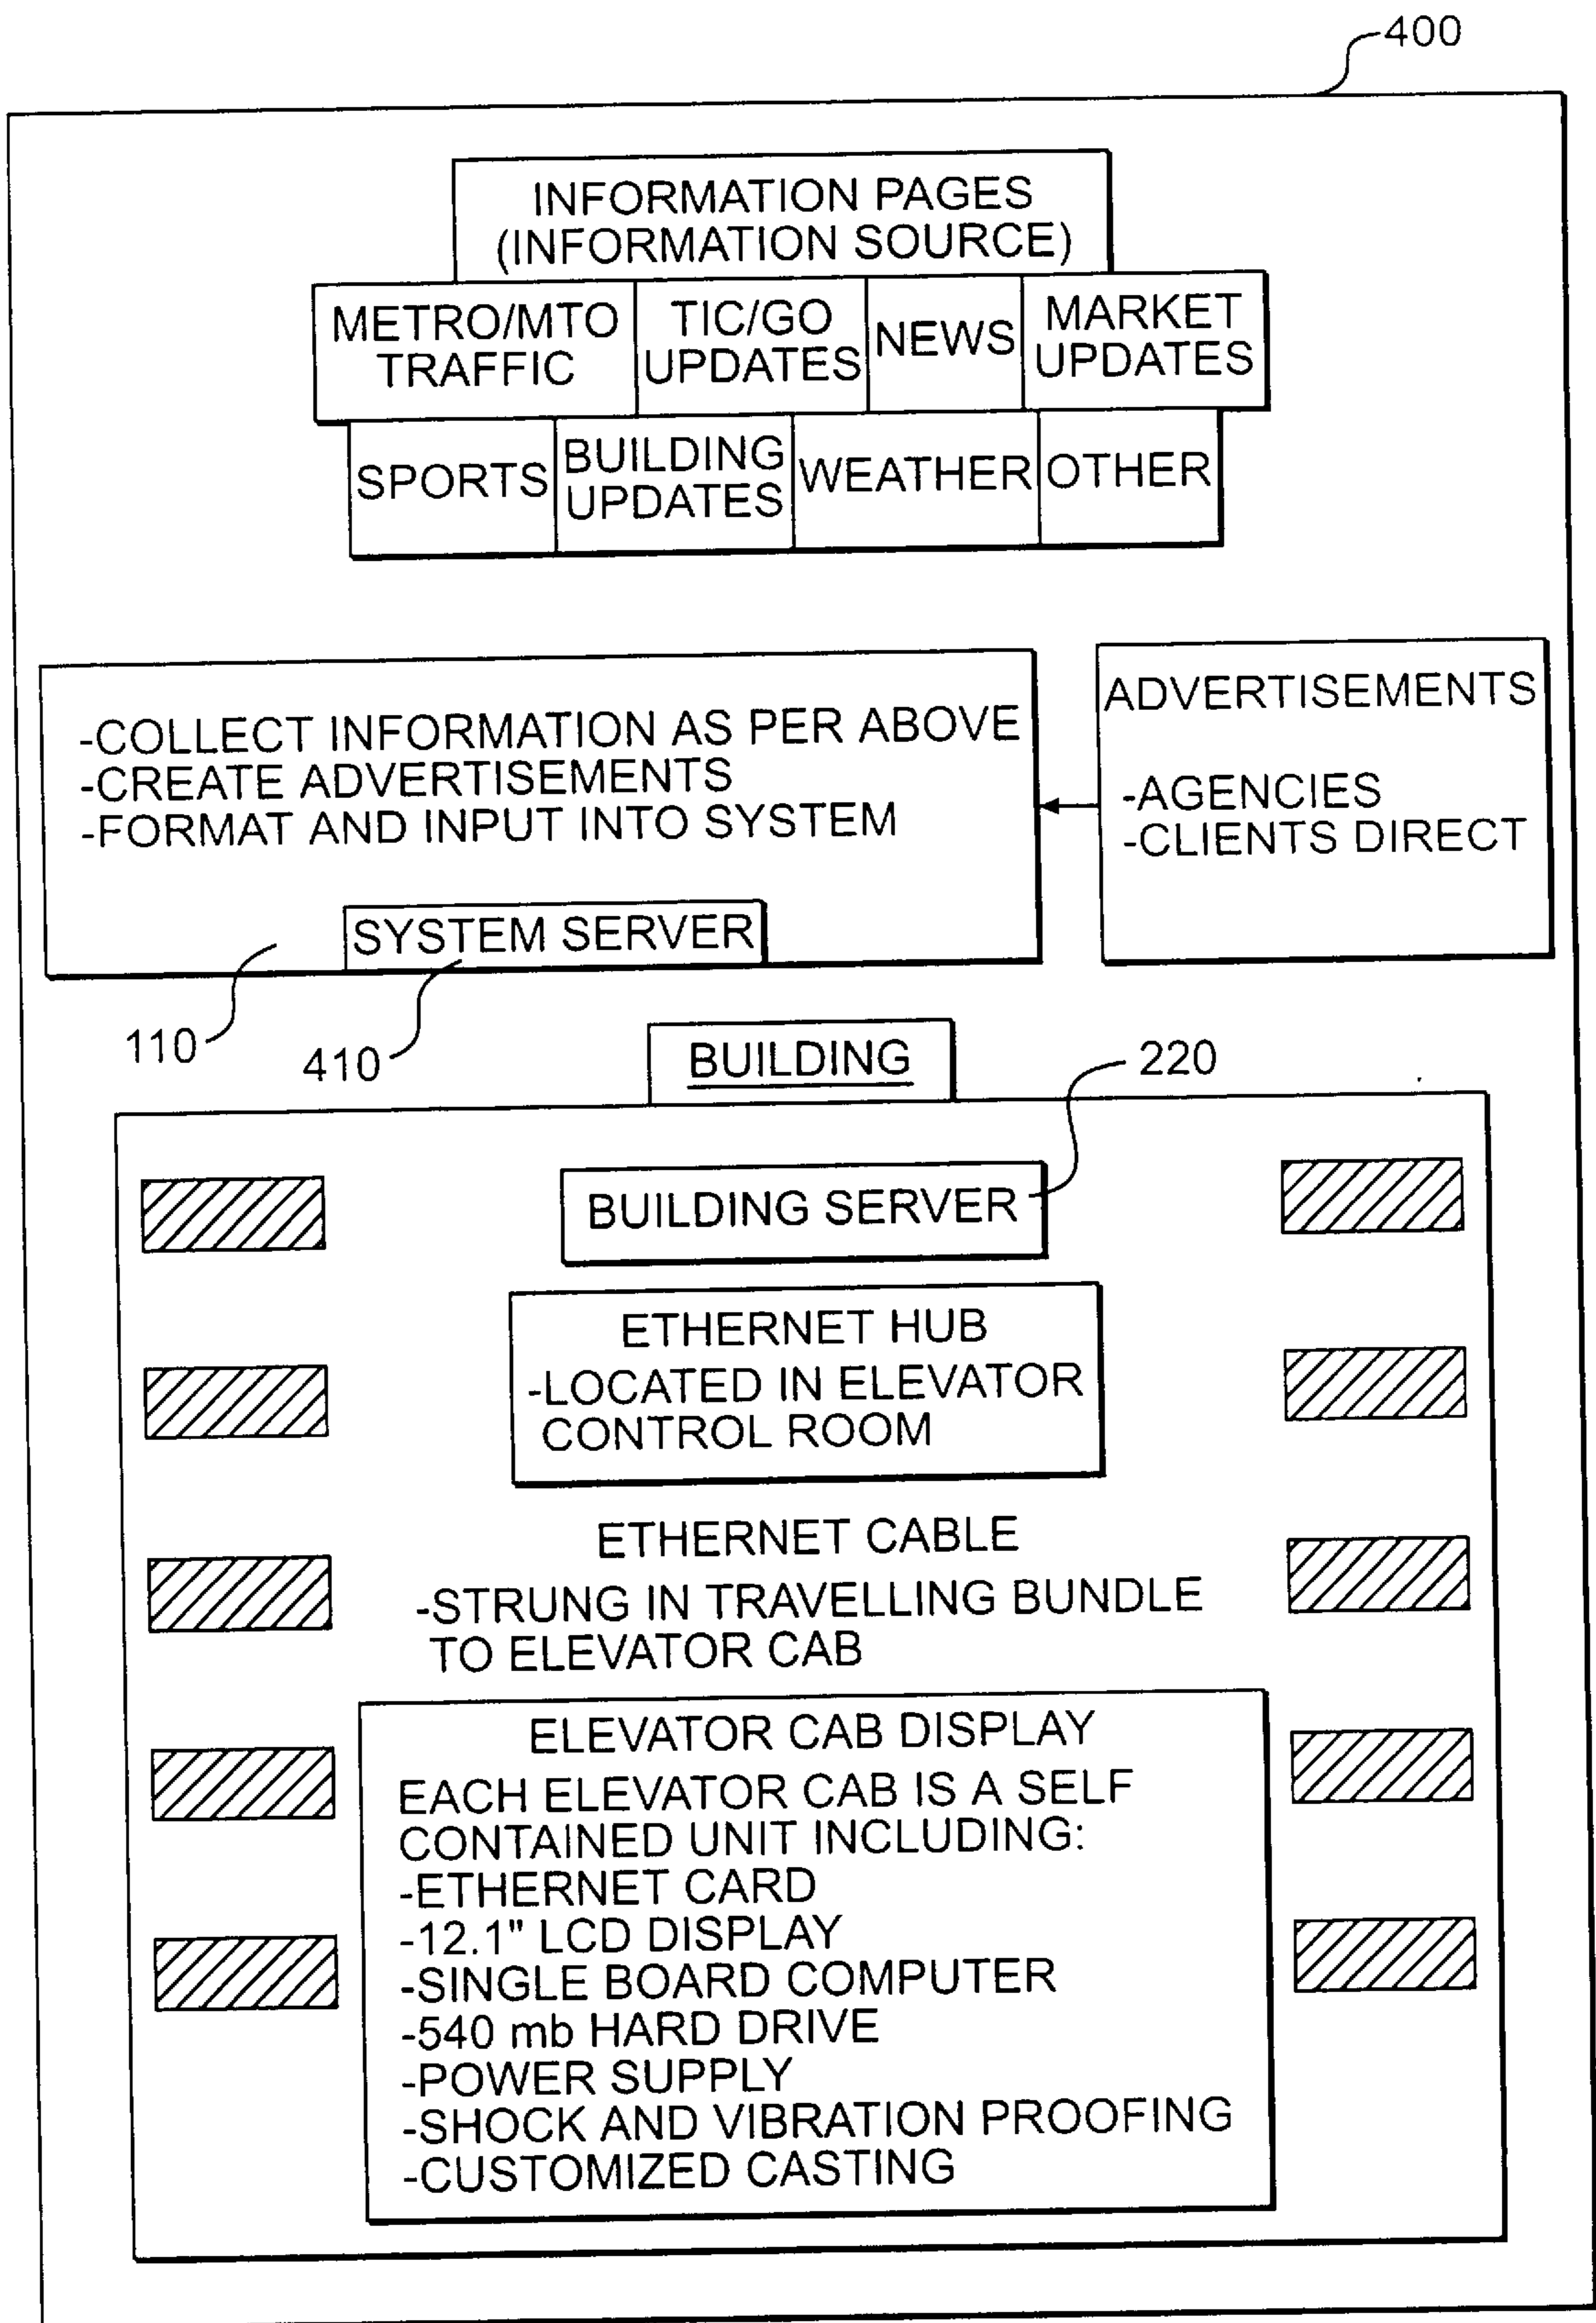 400
INFORMATION PAGES
(INFORMATION SOURCE)
METRO/MTO
TRAFFIC
TIC/GO
UPDATES
NEWS
MARKET
UPDATES
SPORTS
BUILDING
UPDATES
WEATHER
OTHER
-COLLECT INFORMATION AS PER ABOVE
-CREATE ADVERTISEMENTS
-FORMAT AND INPUT INTO SYSTEM
SYSTEM SERVER
ADVERTISEMENTS
-AGENCIES
-CLIENTS DIRECT
110
410
BUILDING
220
BUILDING SERVER
ETHERNET HUB
-LOCATED IN ELEVATOR
CONTROL ROOM
ETHERNET CABLE
-STRUNG IN TRAVELLING BUNDLE
TO ELEVATOR CAB
ELEVATOR CAB DISPLAY
EACH ELEVATOR CAB IS A SELF
CONTAINED UNIT INCLUDING:
-ETHERNET CARD
-12.1" LCD DISPLAY
-SINGLE BOARD COMPUTER
-540 mb HARD DRIVE
-POWER SUPPLY
-SHOCK AND VIBRATION PROOFING
-CUSTOMIZED CASTING